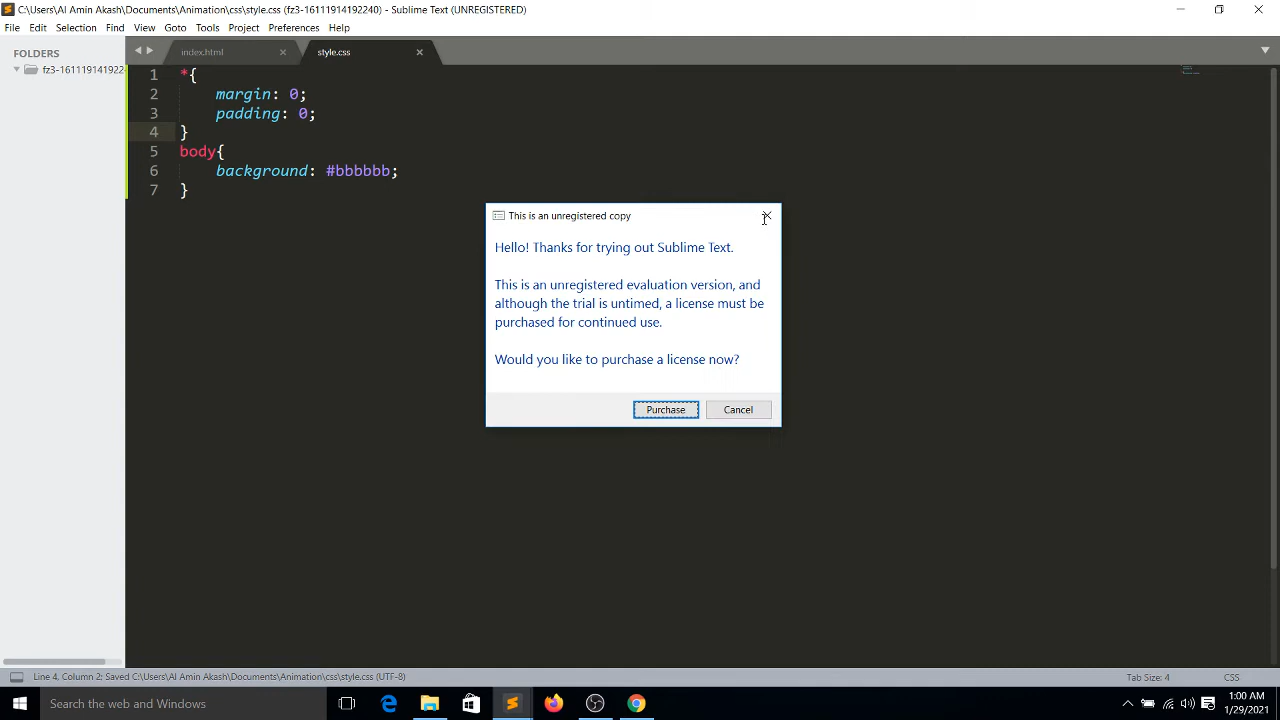 C:\Users\Al Amin Akash\Documents\Animation\css\style.css (fz3-16111914192240) - Sublime Text (UNREGISTERED)
File Edit Selection Find View Goto Tools Project Preferences Help
FOLDERS
fz3-161119141922
index.html
style.css
1 *{
2 margin: 0;
3 padding: 0;
4 }
5 body{
6 background: #bbbbbb;
7 }
This is an unregistered copy
Hello! Thanks for trying out Sublime Text.
This is an unregistered evaluation version, and
although the trial is untimed, a license must be
purchased for continued use.
Would you like to purchase a license now?
Purchase Cancel
Line 4, Column 2; Saved C:\Users\Al Amin Akash\Documents\Animation\css\style.css (UTF-8)
Tab Size: 4
CSS
Search the web and Windows
1:00 AM
1/29/2021